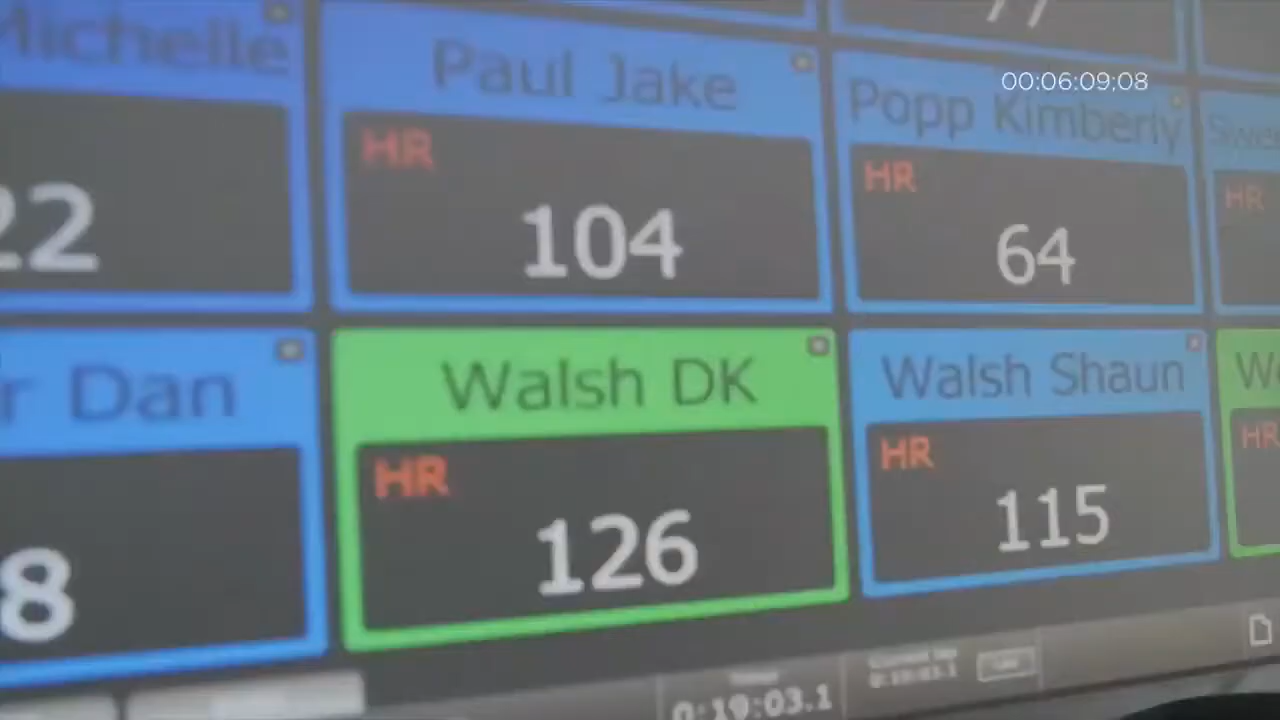 77
00:06:09;08
Michelle
Paul Jake
Popp Kimberly
HR
HR
HR
22
104
64
r Dan
Walsh DK
Walsh Shaun
HR
HR
HR
8
126
115
0:19:03.1